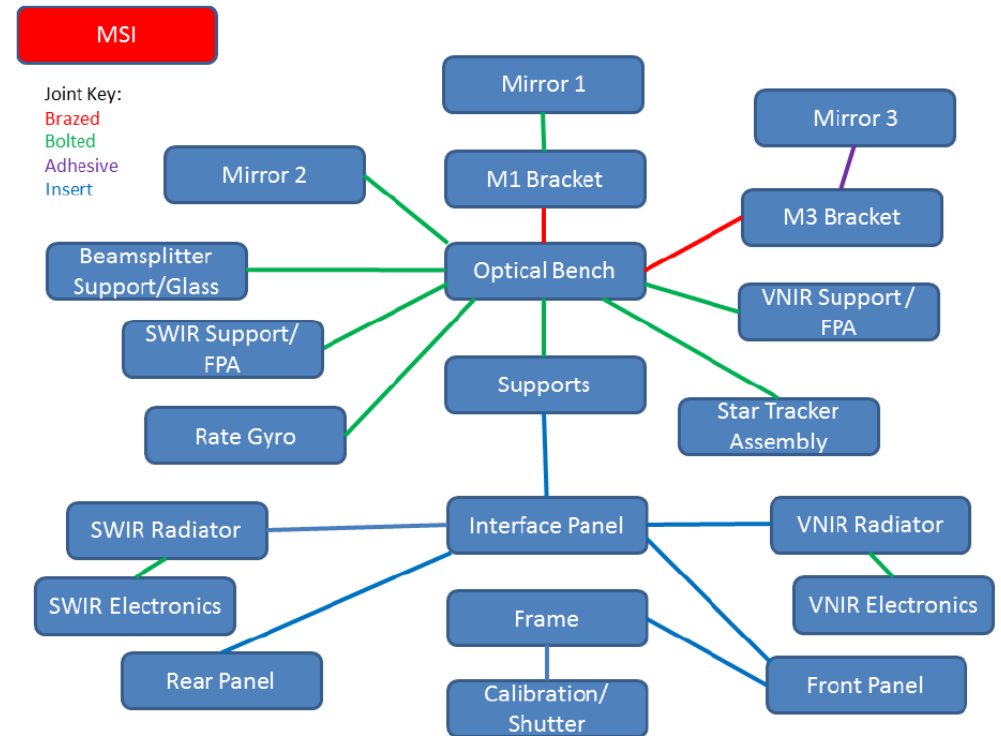 MSI
Joint Key:
Brazed
Bolted
Adhesive
Insert
Mirror 1
Mirror 3
Mirror 2
M1 Bracket
M3 Bracket
Beamsplitter
Support/Glass
Optical Bench
VNIR Support /
FPA
SWIR Support/
FPA
Supports
Star Tracker
Assembly
Rate Gyro
SWIR Radiator
Interface Panel
VNIR Radiator
SWIR Electronics
Frame
VNIR Electronics
Rear Panel
Calibration/
Shutter
Front Panel